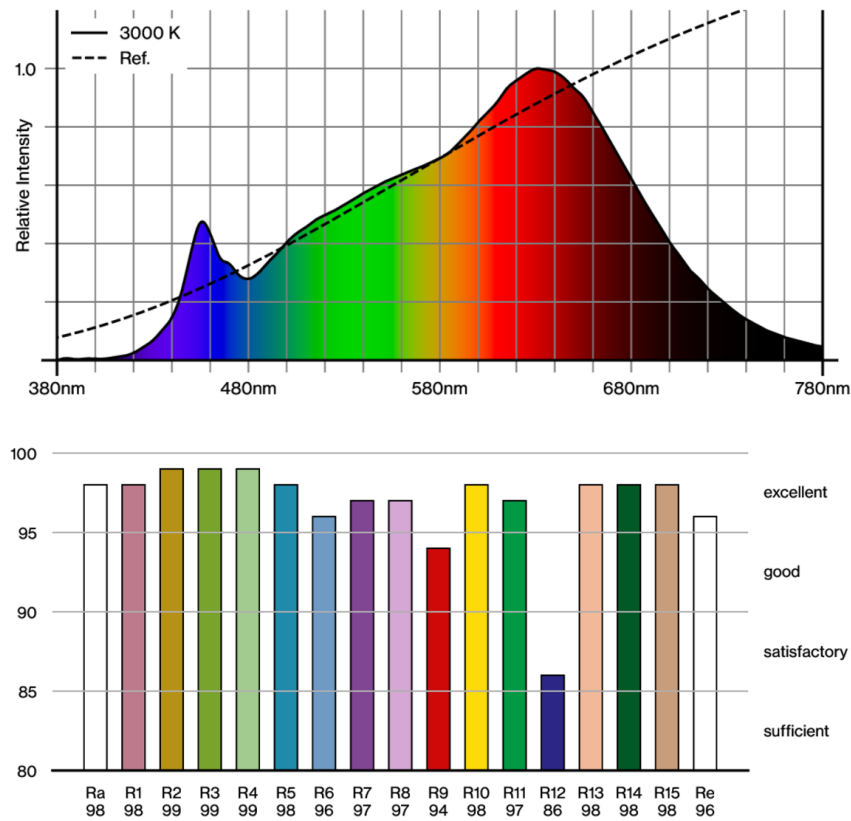 3000 K
Ref.
1.0
Relative Intensity
380nm 480nm 580nm 680nm 780nm
100
excellent
95
good
90
satisfactory
85
sufficient
80
Ra R1 R2 R3 R4 R5 R6 R7 R8 R9 R10 R11 R12 R13 R14 R15 Re
98 98 99 99 99 98 96 97 97 94 98 97 86 98 98 98 96